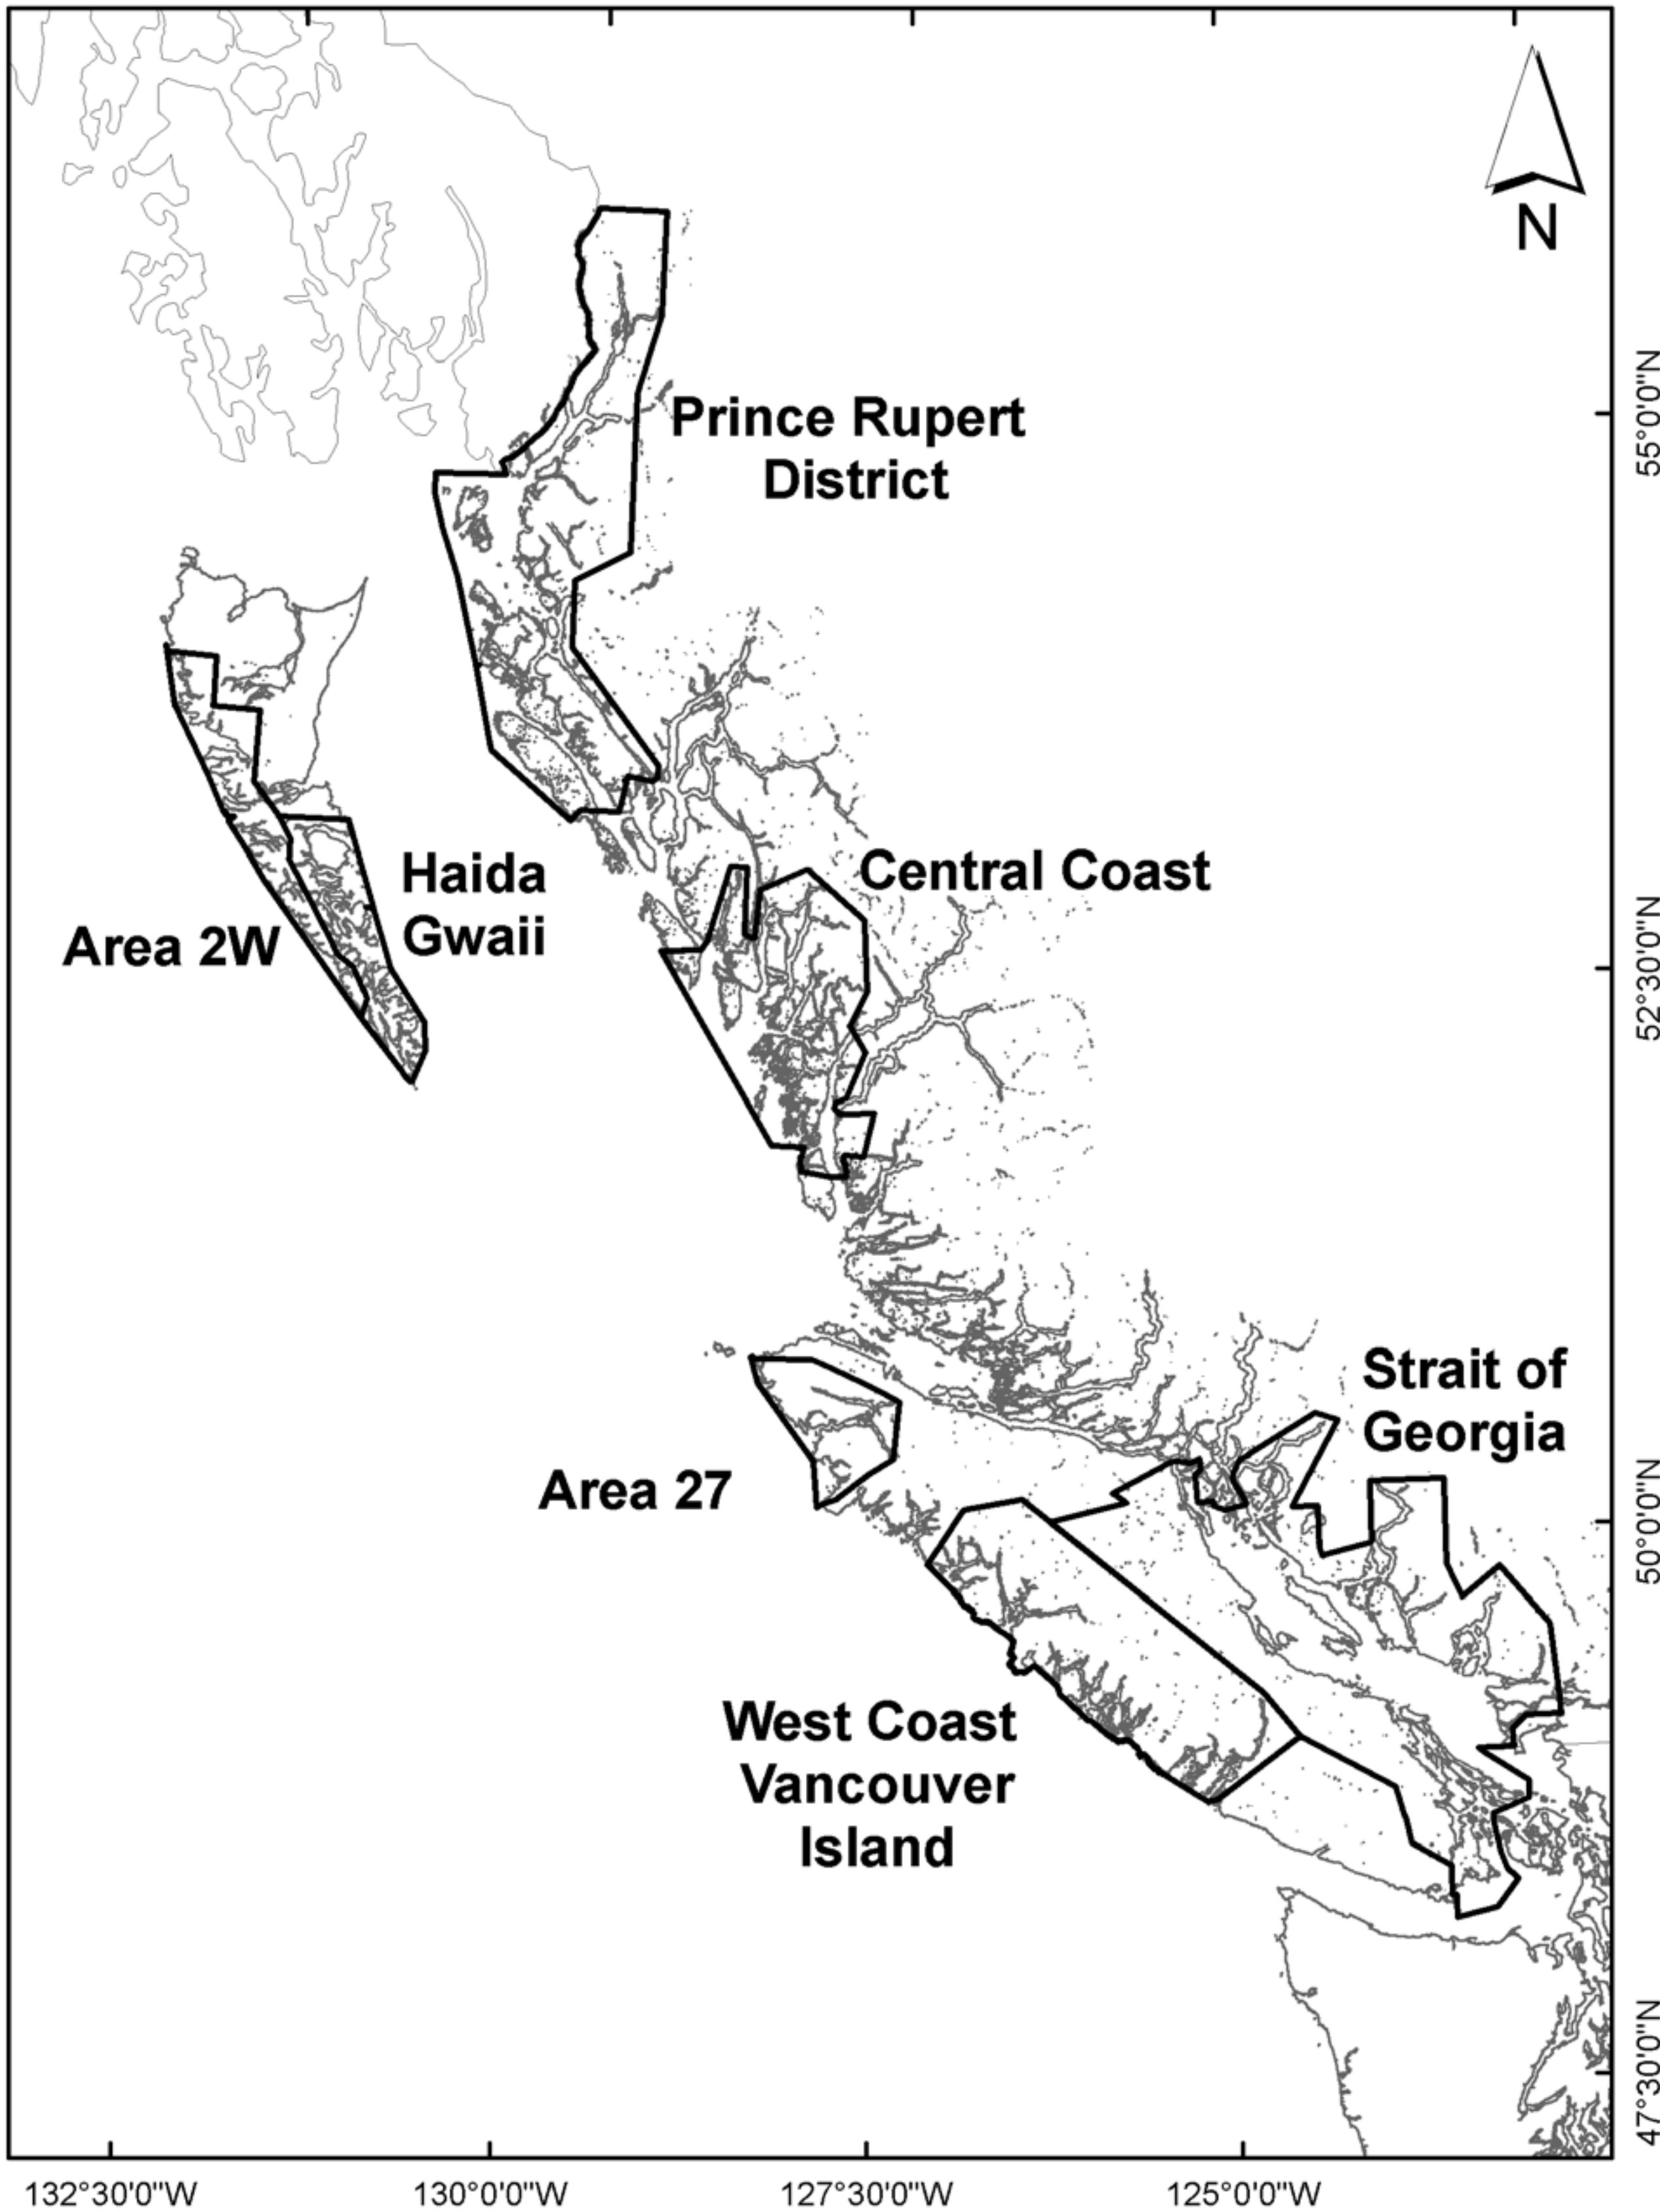 N
Prince Rupert
District
Haida
Gwaii
Area 2W
Central Coast
Strait of
Georgia
Area 27
West Coast
Vancouver
Island
55°0'0"N
52°30'0"N
50°0'0"N
47°30'0"N
132°30'0"W
130°0'0"W
127°30'0"W
125°0'0"W